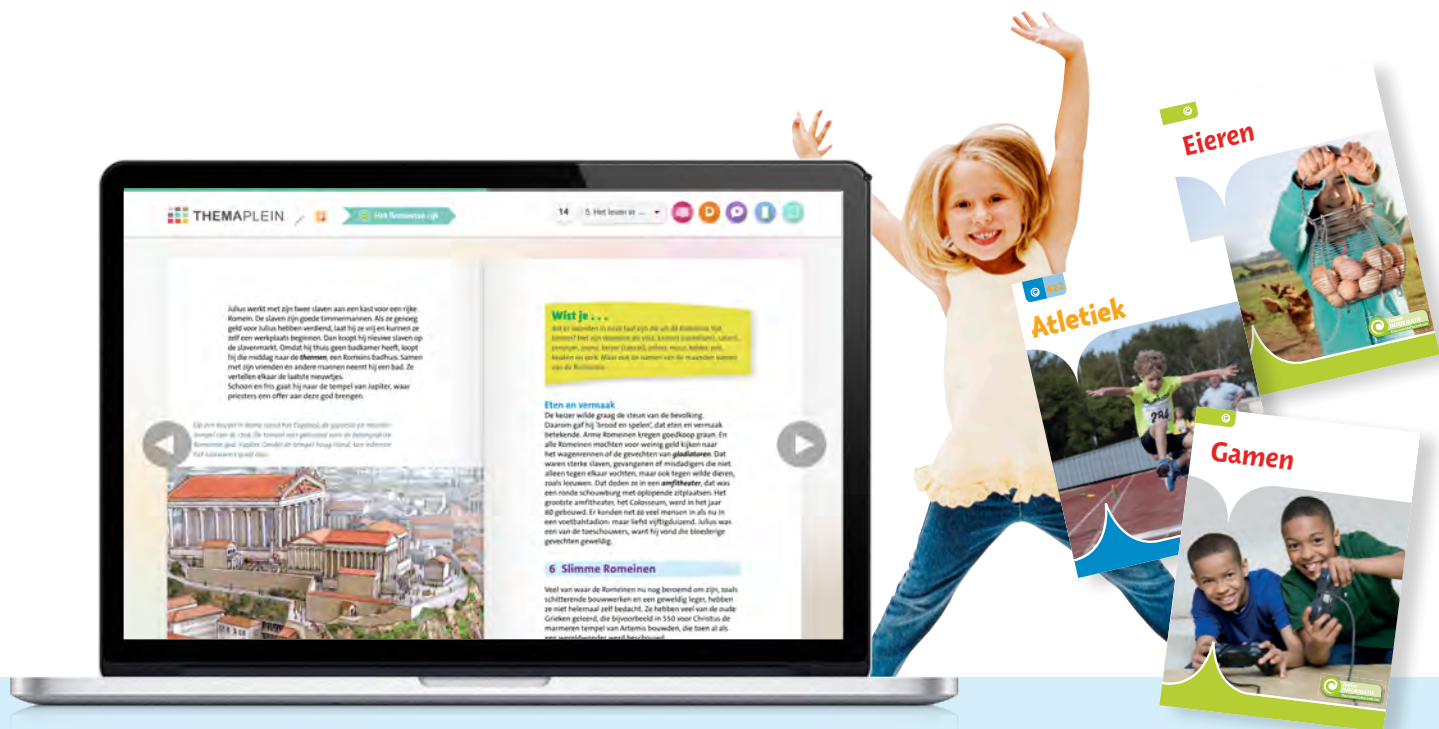 THEMAPLEIN
Het Romeinse rijk
14
5. Het leven in ...
D
Julius werkt met zijn twee slaven aan een kast voor een rijke
Romein. De slaven zijn goede timmermannen. Als ze genoeg
geld voor Julius hebben verdiend, laat hij ze vrij en kunnen ze
zelf een werkplaats beginnen. Dan koopt hij nieuwe slaven op
de slavenmarkt. Omdat hij thuis geen badkamer heeft, loopt
hij die middag naar de thermen, een Romeins badhuis. Samen
met zijn vrienden en andere mannen neemt hij een bad. Ze
vertellen elkaar de laatste nieuwtjes.
Schoon en fris gaat hij naar de tempel van Jupiter, waar
priesters een offer aan deze god brengen.
Wist je . . .
Eten en vermaak
De keizer wilde graag de steun van de bevolking.
Daarom gaf hij 'brood en spelen', dat eten en vermaak
betekende. Arme Romeinen kregen goedkoop graan. En
alle Romeinen mochten voor weinig geld kijken naar
het wagenrennen of de gevechten van gladiatoren. Dat
waren sterke slaven, gevangenen of misdadigers die niet
alleen tegen elkaar vochten, maar ook tegen wilde dieren,
zoals leeuwen. Dat deden ze in een amfitheater, dat was
een ronde schouwburg met oplopende zitplaatsen. Het
grootste amfitheater, het Colosseum, werd in het jaar
80 gebouwd. Er konden net zo veel mensen in als nu in
een voetbalstadion: maar liefst vijftigduizend. Julius was
een van de toeschouwers, want hij vond die bloederige
gevechten geweldig.
6 Slimme Romeinen
Veel van waar de Romeinen nu nog beroemd om zijn, zoals
schitterende bouwwerken en een geweldig leger, hebben
ze niet helemaal zelf bedacht. Ze hebben veel van de oude
Grieken geleerd, die bijvoorbeeld in 550 voor Christus de
marmeren tempel van Artemis bouwden, die toen al als
een wereldwonder werd beschouwd.
©
Eieren
INFORMATIE
©
Atletiek
©
Gamen
INFORMATIE